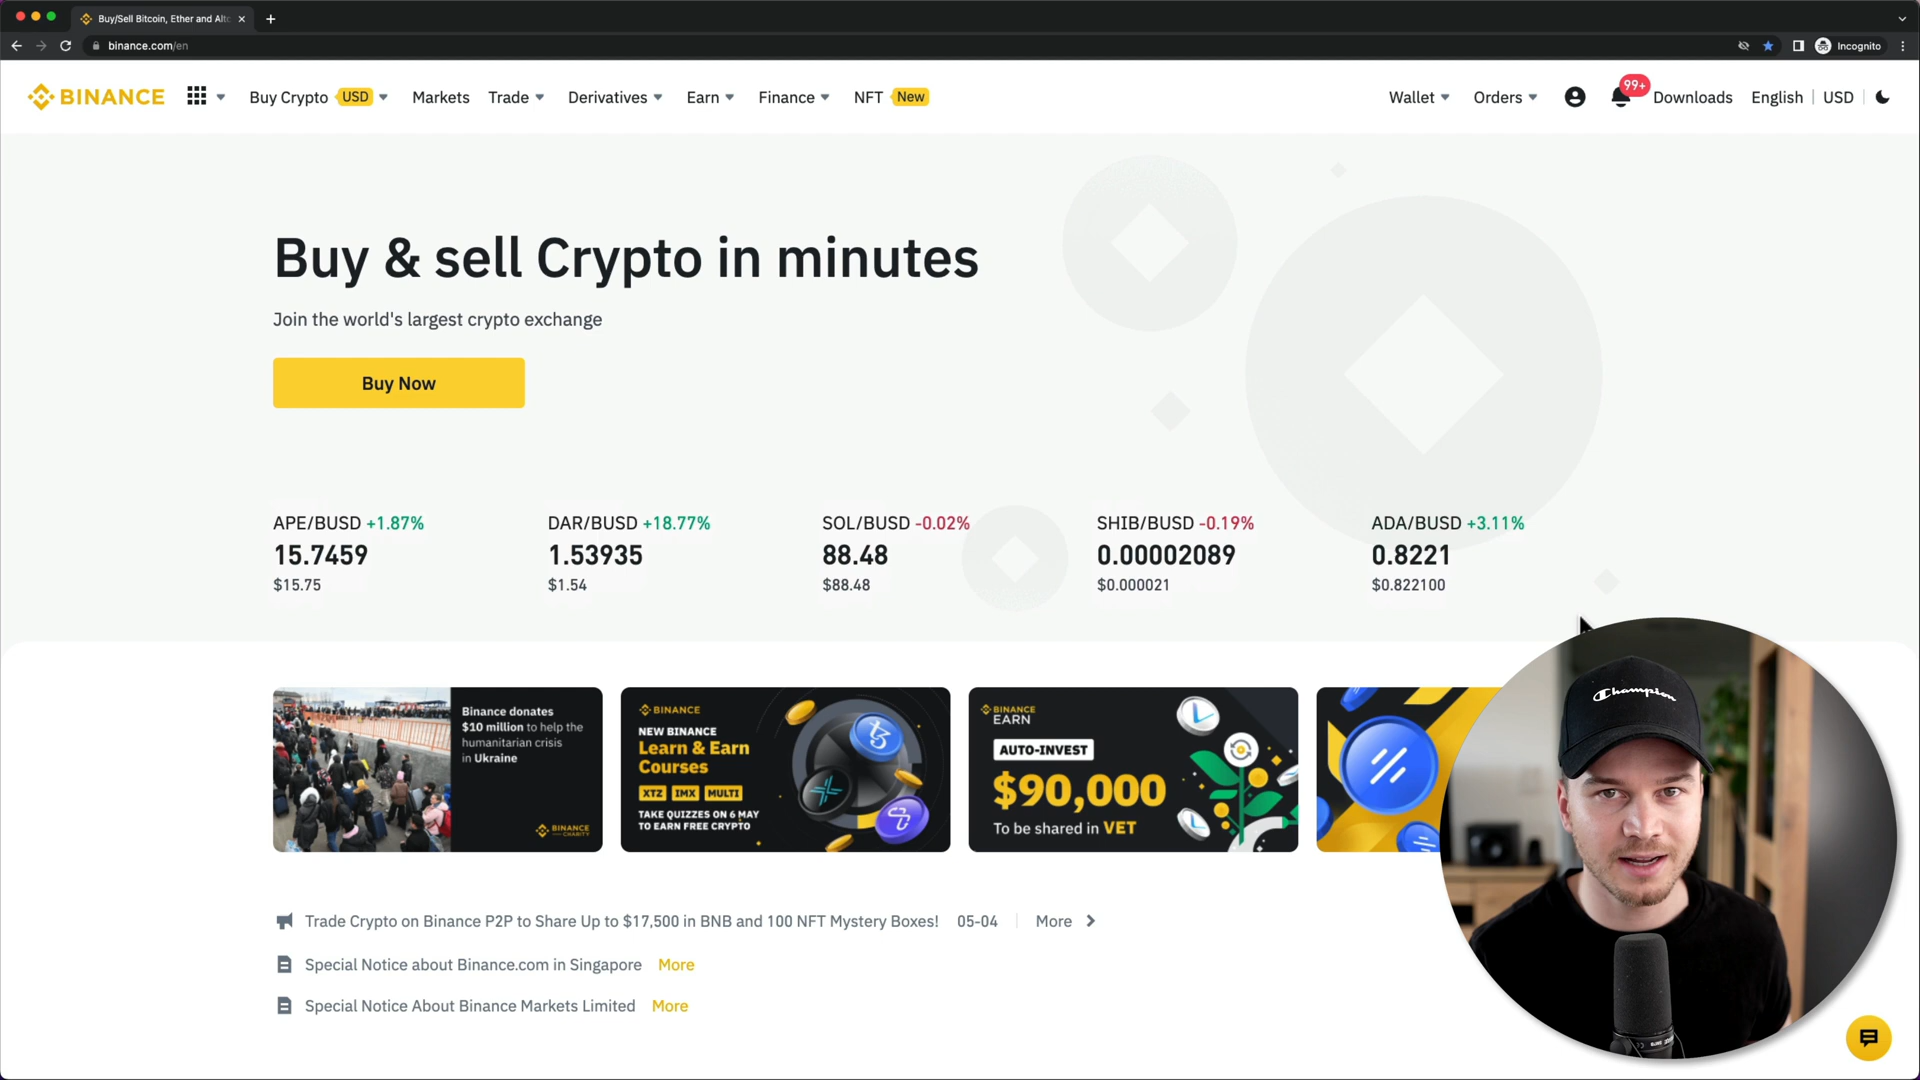 Buy/Sell Bitcoin, Ether and Altc
binance.com/en
Incognito
BINANCE
Buy Crypto USD
Markets
Trade
Derivatives
Earn
Finance
NFT New
Wallet
Orders
99+
Downloads
English
USD
Buy & sell Crypto in minutes
Join the world's largest crypto exchange
Buy Now
APE/BUSD +1.87%
15.7459
$15.75
DAR/BUSD +18.77%
1.53935
$1.54
SOL/BUSD -0.02%
88.48
$88.48
SHIB/BUSD -0.19%
0.00002089
$0.000021
ADA/BUSD +3.11%
0.8221
$0.822100
Binance donates
$10 million to help the
humanitarian crisis
in Ukraine
BINANCE
CHARITY
BINANCE
NEW BINANCE
Learn & Earn
Courses
XTZ IMX MULTI
TAKE QUIZZES ON 6 MAY
TO EARN FREE CRYPTO
BINANCE
EARN
AUTO-INVEST
$90,000
To be shared in VET
Champion
Trade Crypto on Binance P2P to Share Up to $17,500 in BNB and 100 NFT Mystery Boxes! 05-04 More
Special Notice about Binance.com in Singapore More
Special Notice About Binance Markets Limited More